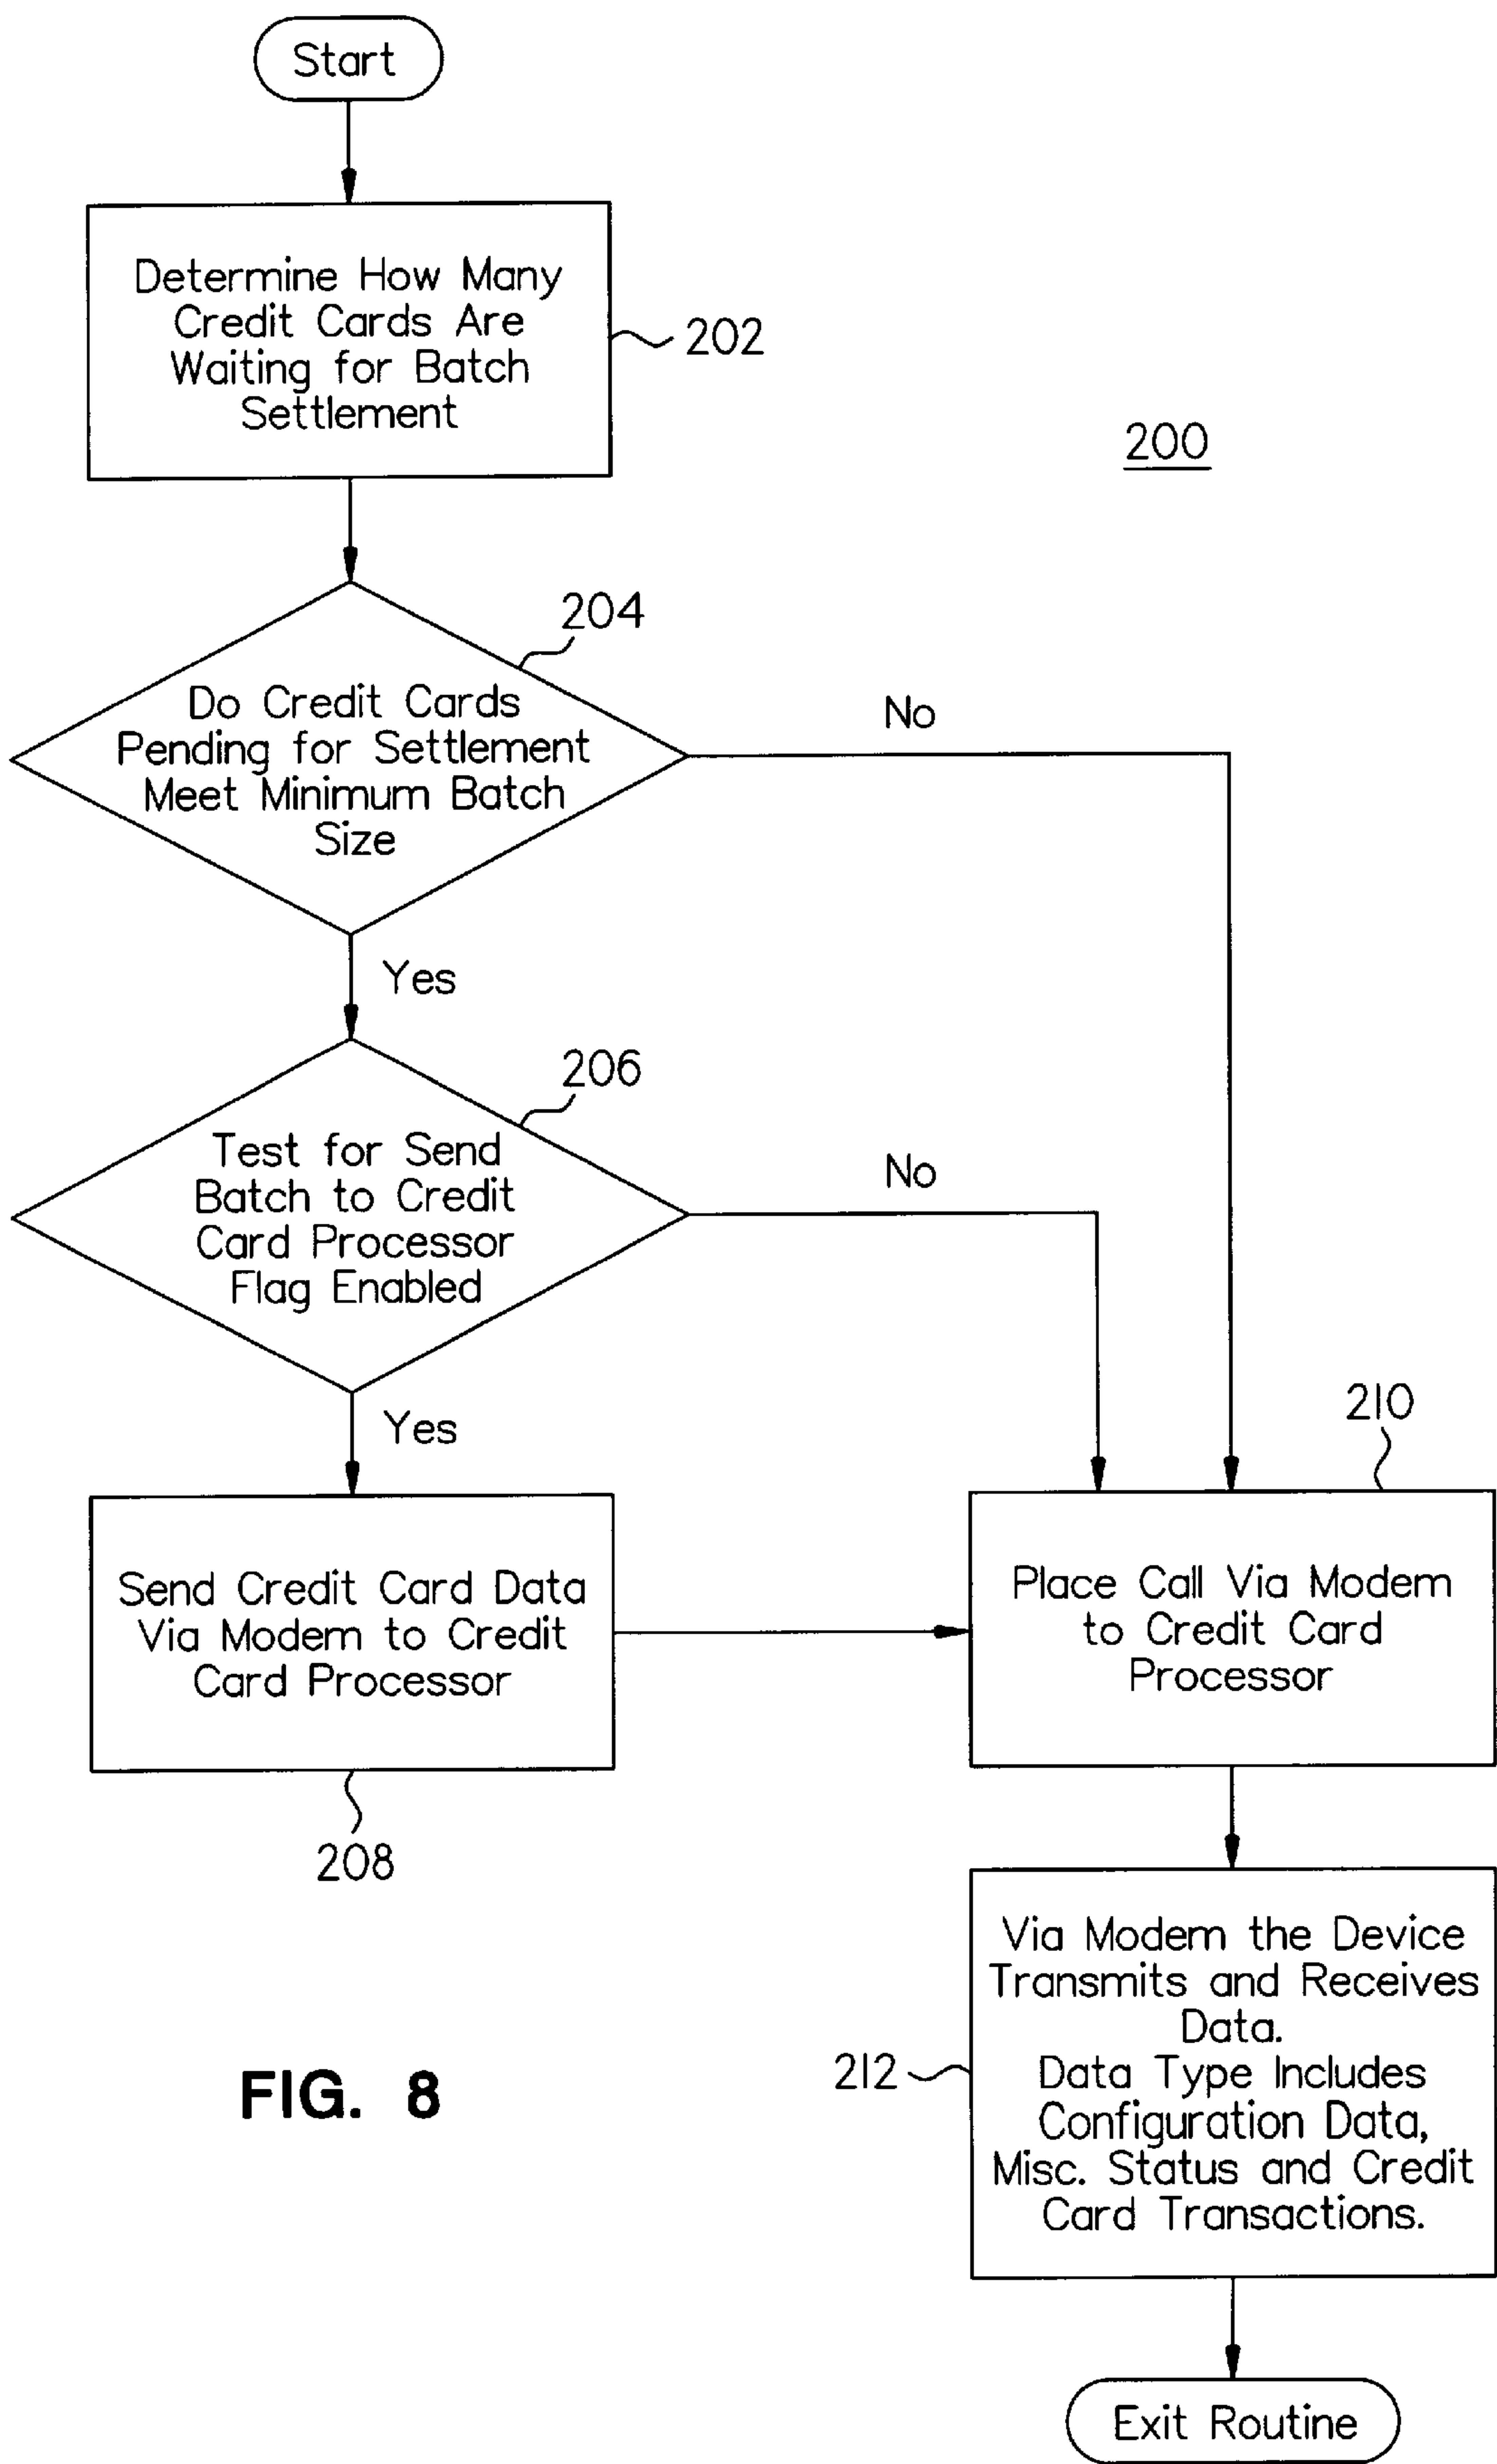 Start
Determine How Many
Credit Cards Are
Waiting for Batch
Settlement
202
200
204
Do Credit Cards
Pending for Settlement
Meet Minimum Batch
Size
No
Yes
206
Test for Send
Batch to Credit
Card Processor
Flag Enabled
No
Yes
210
Send Credit Card Data
Via Modem to Credit
Card Processor
208
Place Call Via Modem
to Credit Card
Processor
Via Modem the Device
Transmits and Receives
Data.
Data Type Includes
Configuration Data,
Misc. Status and Credit
Card Transactions.
212
FIG. 8
Exit Routine